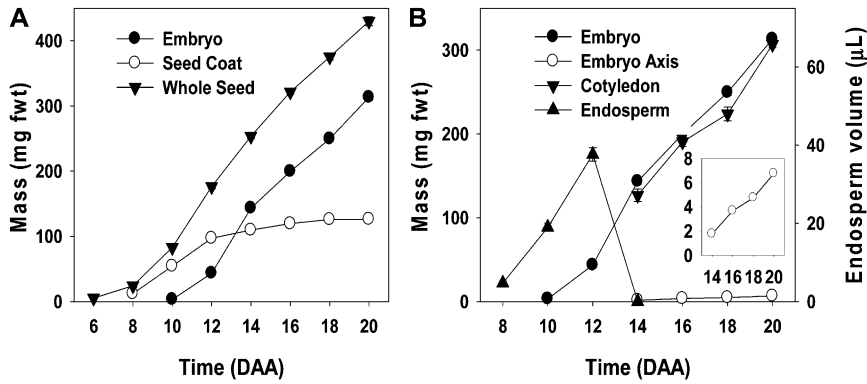 A
Embryo
Seed Coat
Whole Seed
Mass (mg fwt)
400
300
200
100
0
6 8 10 12 14 16 18 20
Time (DAA)
B
Embryo
Embryo Axis
Cotyledon
Endosperm
Mass (mg fwt)
300
200
100
0
8 10 12 14 16 18 20
Time (DAA)
Endosperm volume (µL)
60
40
20
0
8
6
4
2
0
14 16 18 20